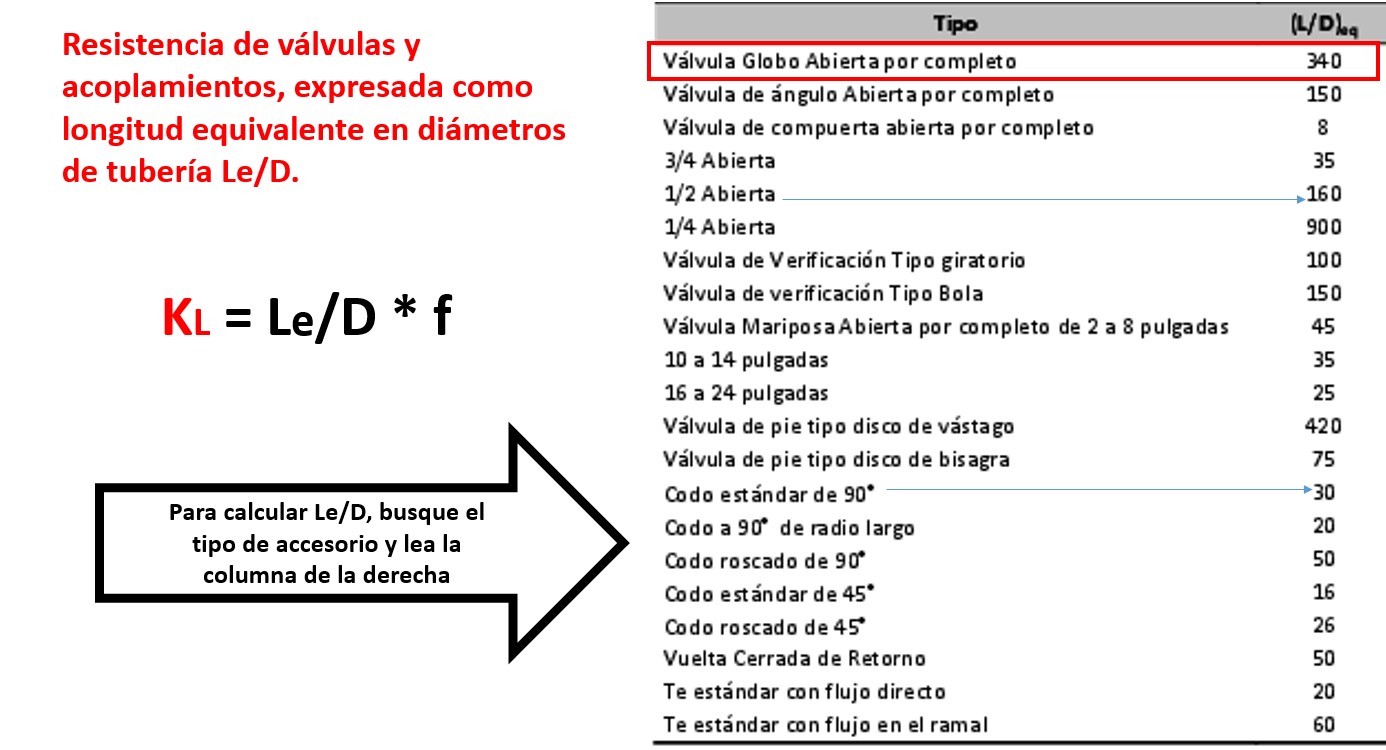 Resistencia de válvulas y
acoplamientos, expresada como
longitud equivalente en diámetros
de tubería Le/D.
KL = Le/D * f
Para calcular Le/D, busque el
tipo de accesorio y lea la
columna de la derecha
Tipo (L/D)eq
Válvula Globo Abierta por completo 340
Válvula de ángulo Abierta por completo 150
Válvula de compuerta abierta por completo 8
3/4 Abierta 35
1/2 Abierta 160
1/4 Abierta 900
Válvula de Verificación Tipo giratorio 100
Válvula de verificación Tipo Bola 150
Válvula Mariposa Abierta por completo de 2 a 8 pulgadas 45
10 a 14 pulgadas 35
16 a 24 pulgadas 25
Válvula de pie tipo disco de vástago 420
Válvula de pie tipo disco de bisagra 75
Codo estándar de 90° 30
Codo a 90° de radio largo 20
Codo roscado de 90° 50
Codo estándar de 45° 16
Codo roscado de 45° 26
Vuelta Cerrada de Retorno 50
Te estándar con flujo directo 20
Te estándar con flujo en el ramal 60